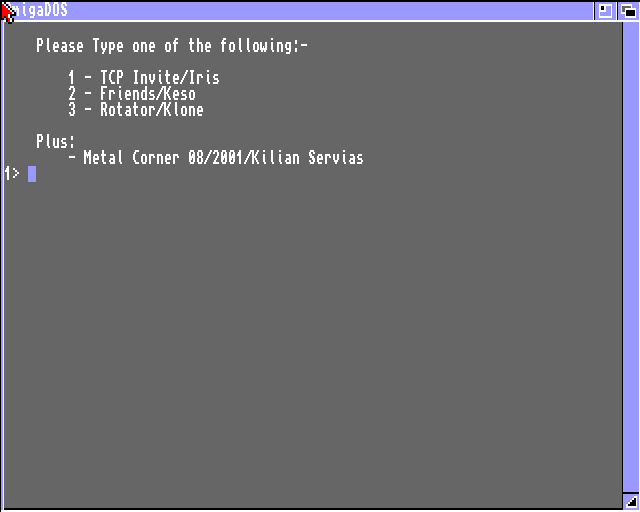 migaDOS
Please Type one of the following:-
1 - TCP Invite/Iris
2 - Friends/Keso
3 - Rotator/Klone
Plus:
- Metal Corner 08/2001/Kilian Servias
1>